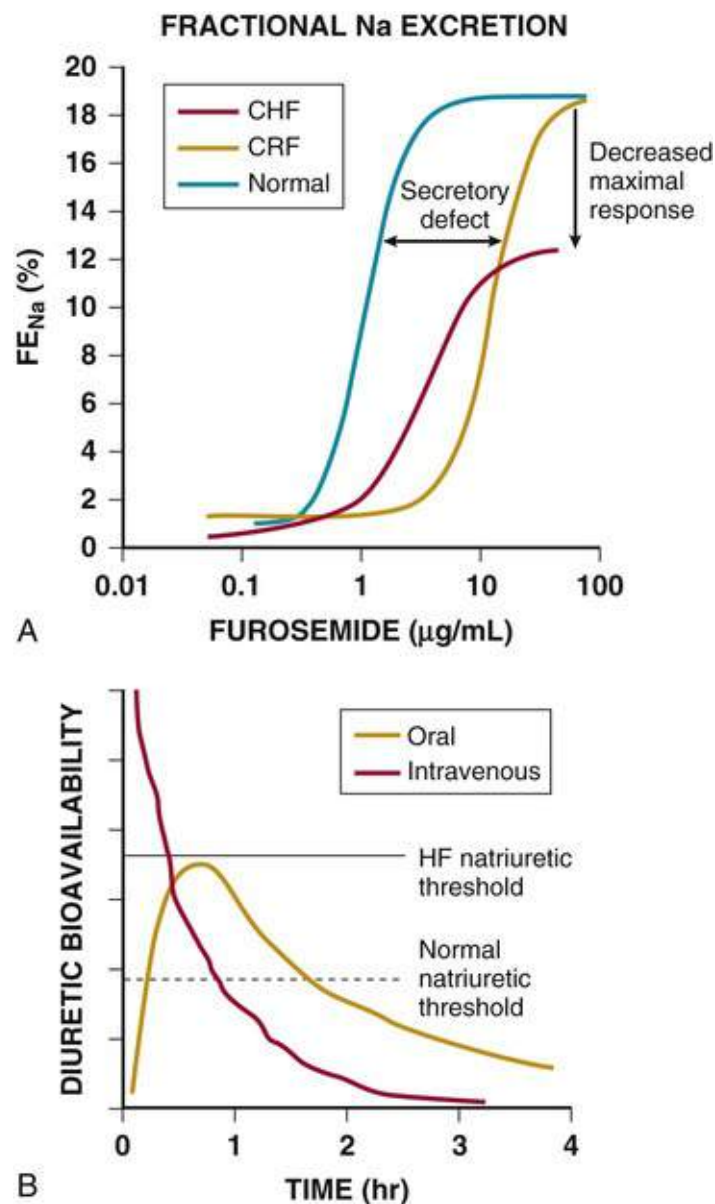 FRACTIONAL Na EXCRETION
20
18
16
14
12
10
8
6
4
2
0
FENa (%)
CHF
CRF
Normal
Secretory
defect
Decreased
maximal
response
0.01 0.1 1 10 100
A
FUROSEMIDE (μg/mL)
DIURETIC BIOAVAILABILITY
Oral
Intravenous
HF natriuretic
threshold
Normal
natriuretic
threshold
0 1 2 3 4
B
TIME (hr)